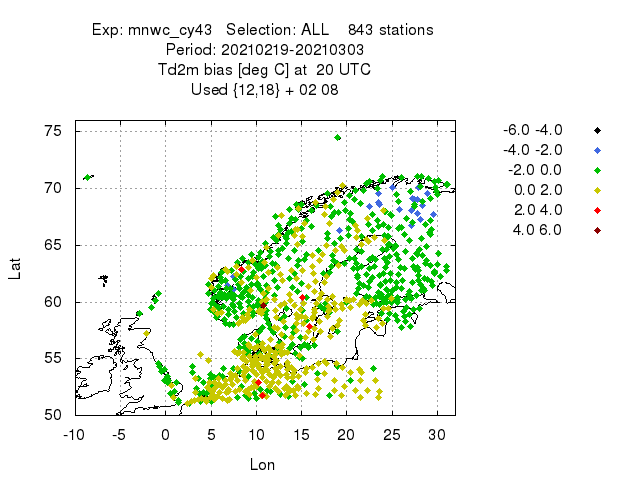 Exp: mnwc_cy43   Selection: ALL    843 stations
Period: 20210219-20210303
Td2m bias [deg C] at  20 UTC
Used {12,18} + 02 08
-6.0 -4.0
-4.0 -2.0
-2.0 0.0
0.0 2.0
2.0 4.0
4.0 6.0
75
70
65
60
55
50
Lat
-10 -5 0 5 10 15 20 25 30
Lon